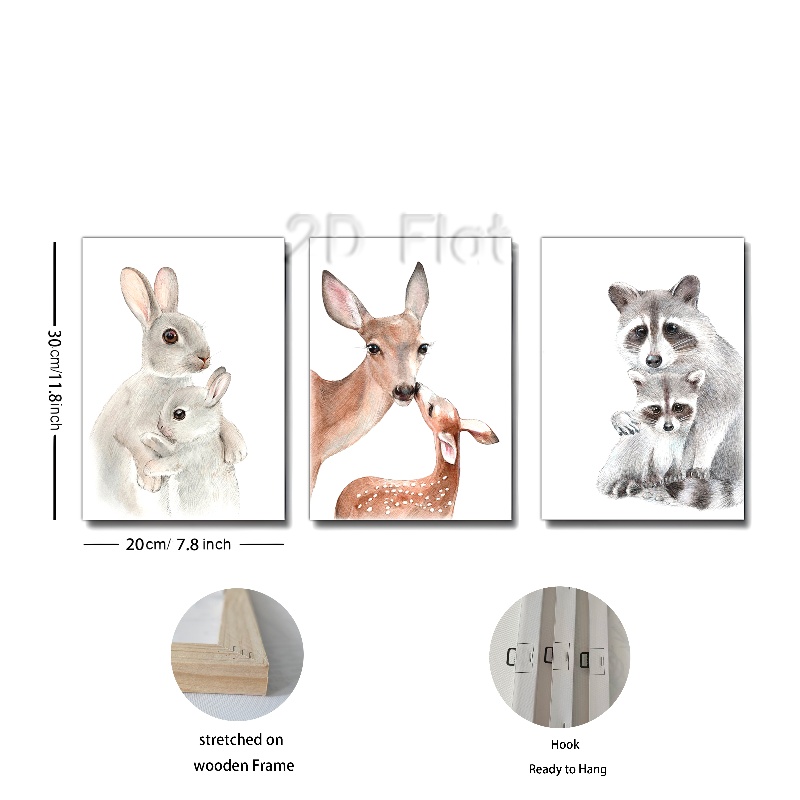 2D Flat
30cm/11.8inch
20cm/ 7.8 inch
stretched on
wooden Frame
Hook
Ready to Hang